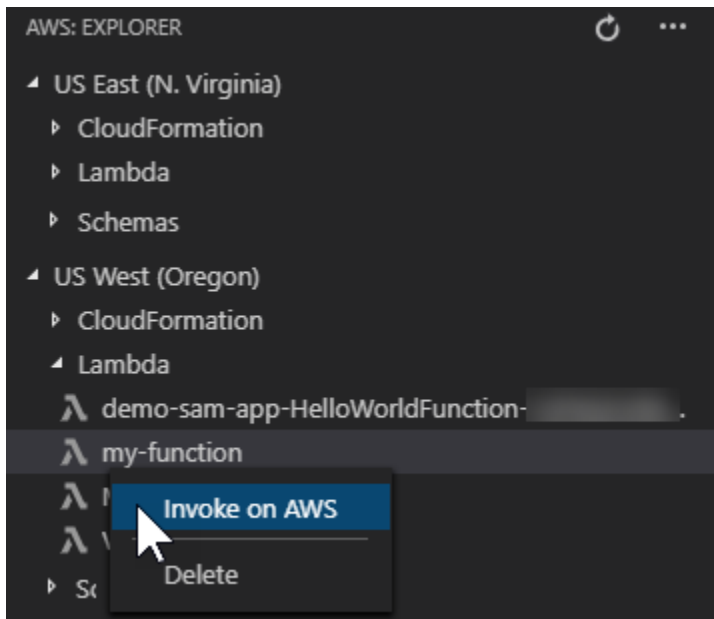 AWS: EXPLORER
US East (N. Virginia)
CloudFormation
Lambda
Schemas
US West (Oregon)
CloudFormation
Lambda
demo-sam-app-HelloWorldFunction- .
my-function
Invoke on AWS
Delete